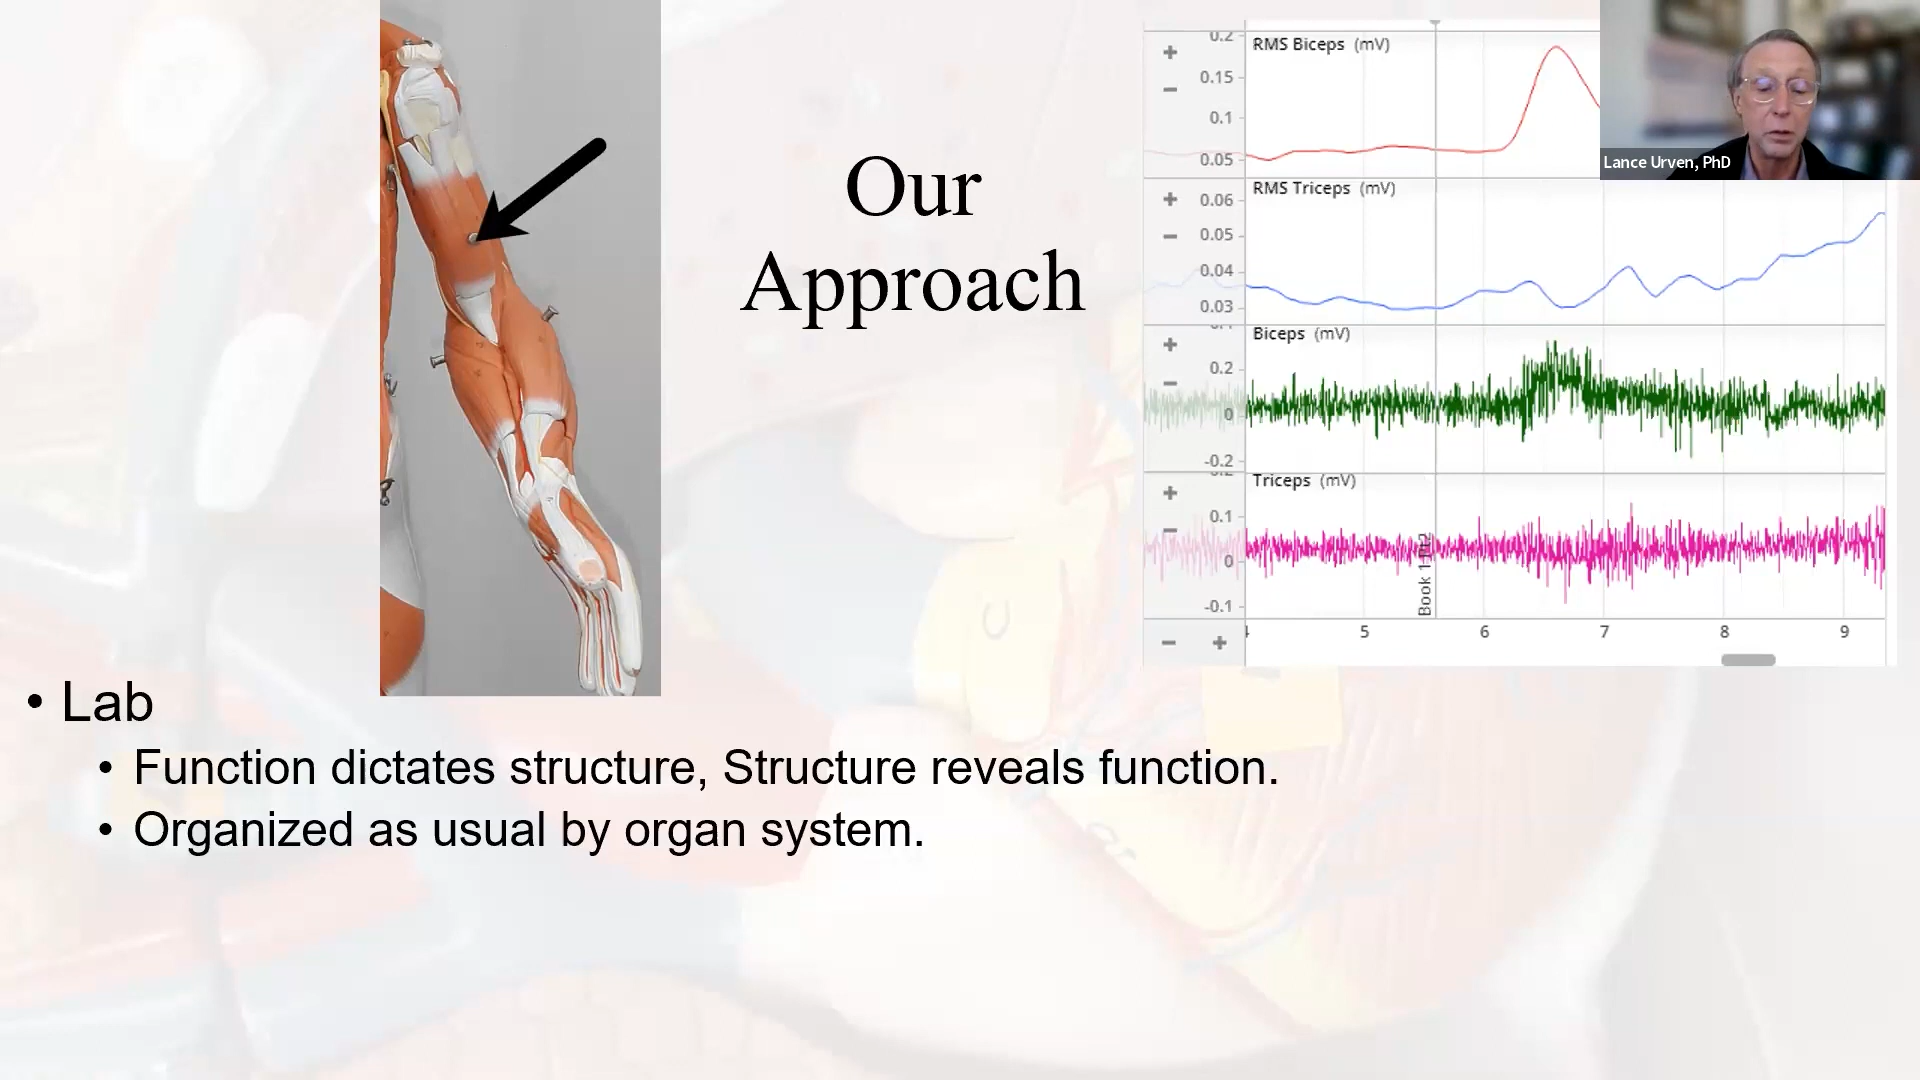 Our
Approach
RMS Biceps (mV)
0.2
0.15
0.1
0.05
RMS Triceps (mV)
0.06
0.05
0.04
0.03
Biceps (mV)
0.2
0
-0.2
Triceps (mV)
0.1
0
-0.1
4 5 6 7 8 9
Lance Urven, PhD
• Lab
• Function dictates structure, Structure reveals function.
• Organized as usual by organ system.